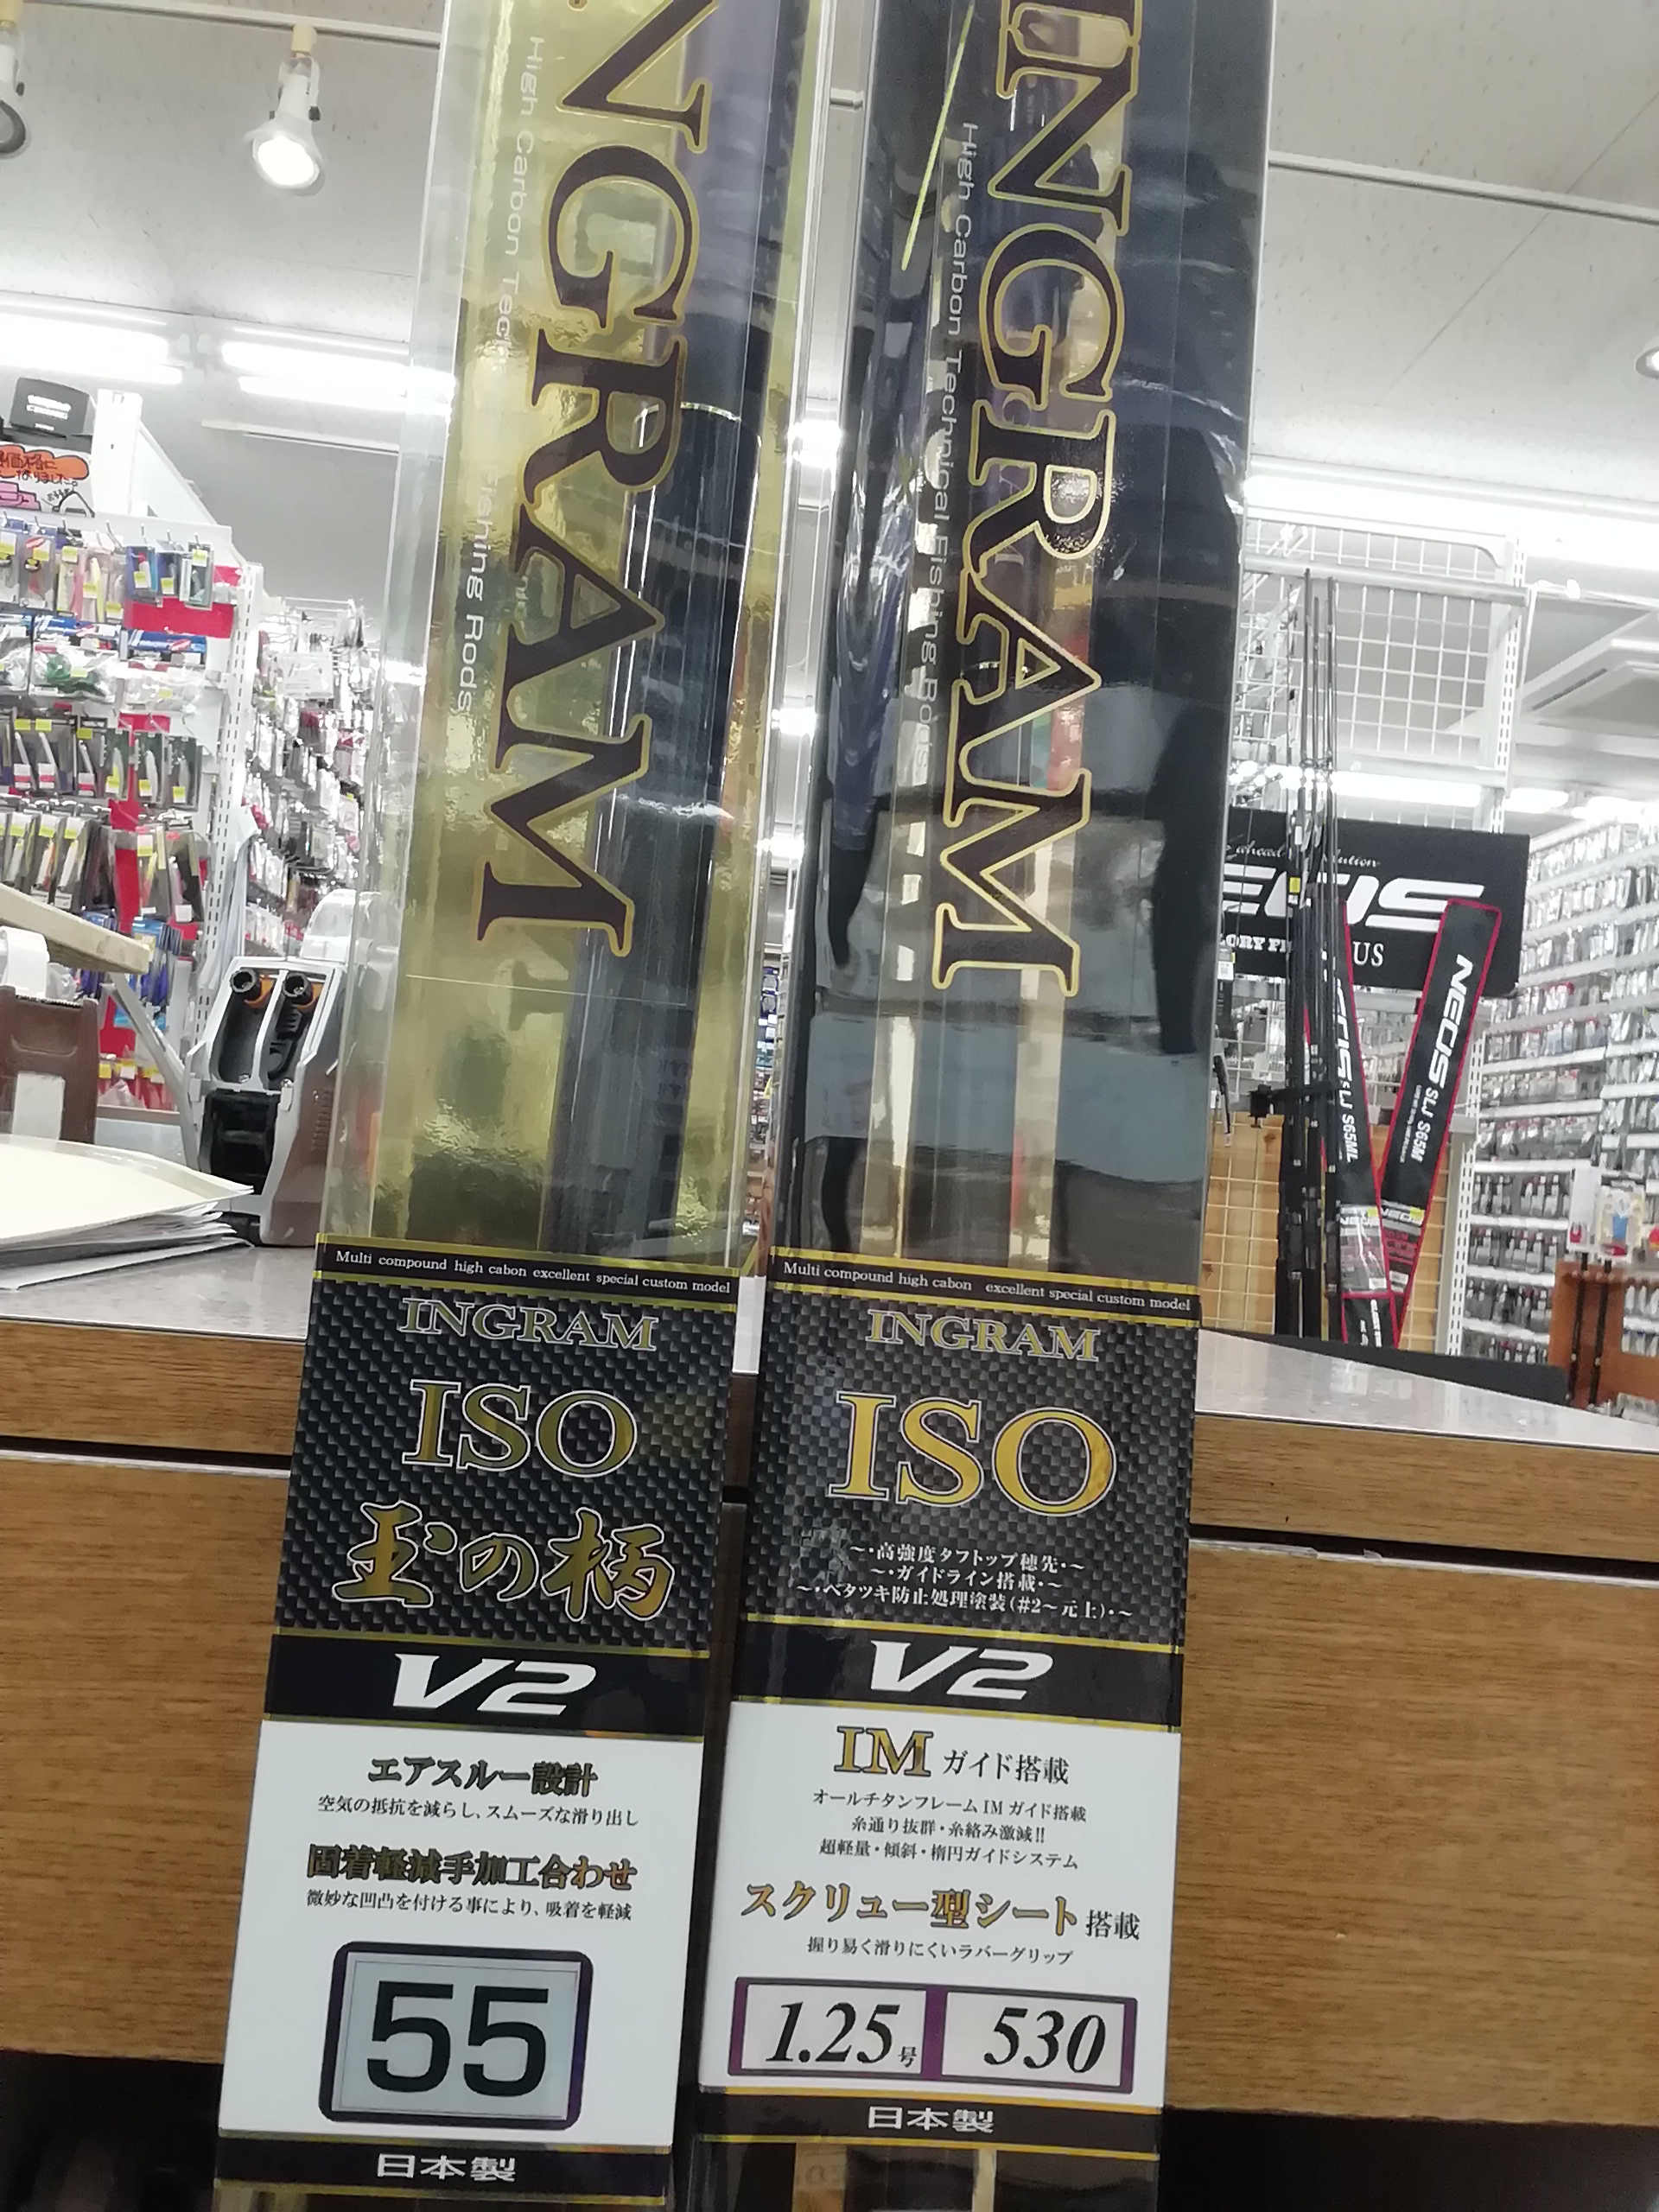 INGRAM
High Carbon Technical Fishing Rods
Multi compound high cabon excellent special custom model
INGRAM
ISO
玉の柄
V2
エアスルー設計
空気の抵抗を減らし、スムーズな滑り出し
固着軽減手加工合わせ
微妙な凹凸を付ける事により、吸着を軽減
55
日本製
INGRAM
High Carbon Technical Fishing Rods
Multi compound high cabon excellent special custom model
INGRAM
ISO
～・高強度タフトップ穂先・～
～・ガイドライン搭載・～
～・ベタツキ防止処理塗装(#2～元上)・～
V2
IM ガイド搭載
オールチタンフレーム IM ガイド搭載
糸通り抜群・糸絡み激減!!
超軽量・傾斜・楕円ガイドシステム
スクリュー型シート搭載
握り易く滑りにくいラバーグリップ
1.25号 530
日本製
NEOUS SLJ S65M
SLJ S65ML